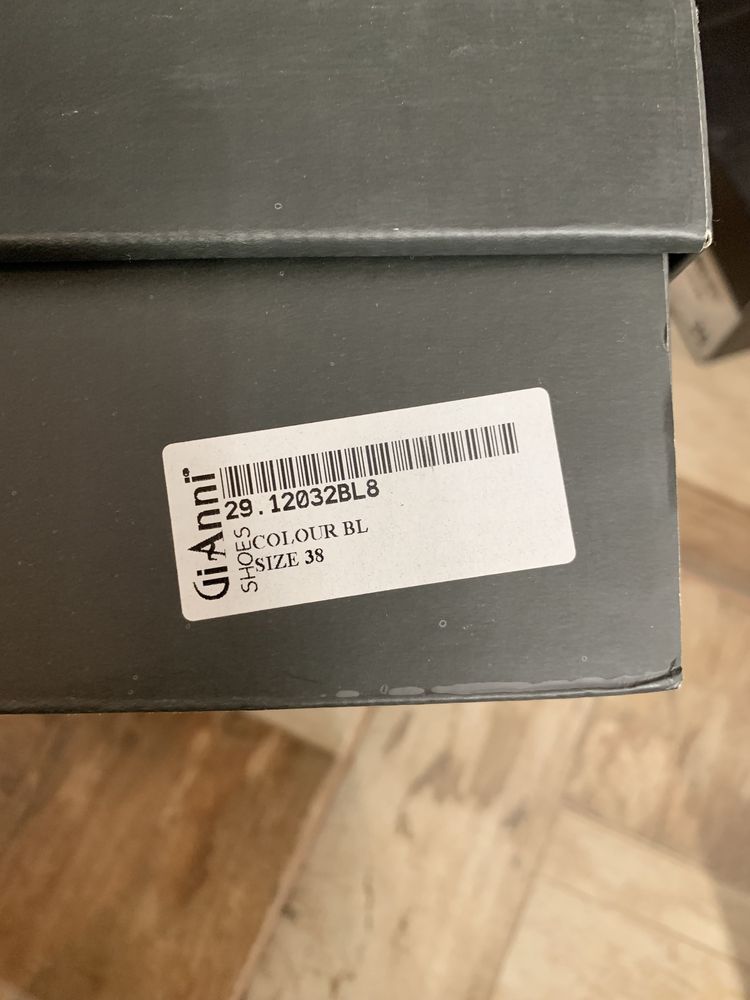 GiAnni®
SHOES
29.12032BL8
COLOUR BL
SIZE 38